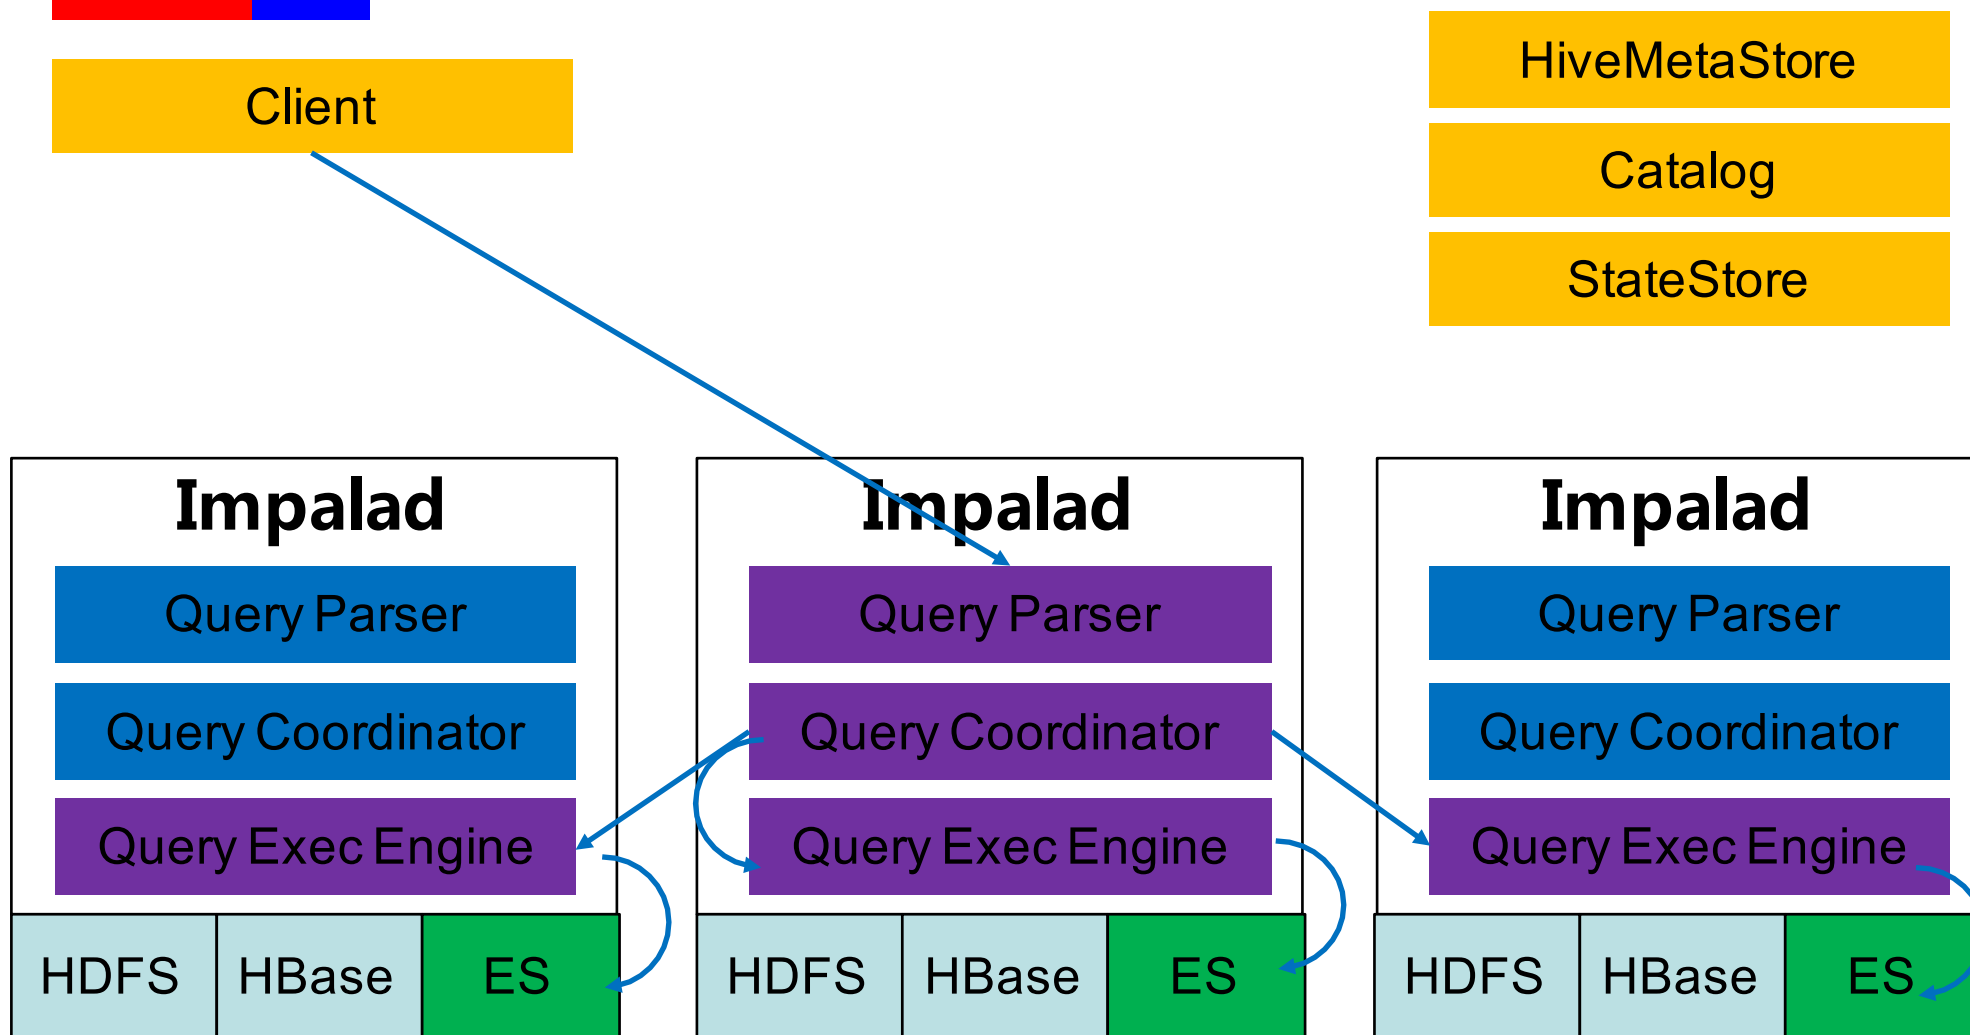 Client
HiveMetaStore
Catalog
StateStore
Impalad
Query Parser
Query Coordinator
Query Exec Engine
HDFS
HBase
ES
Impalad
Query Parser
Query Coordinator
Query Exec Engine
HDFS
HBase
ES
Impalad
Query Parser
Query Coordinator
Query Exec Engine
HDFS
HBase
ES